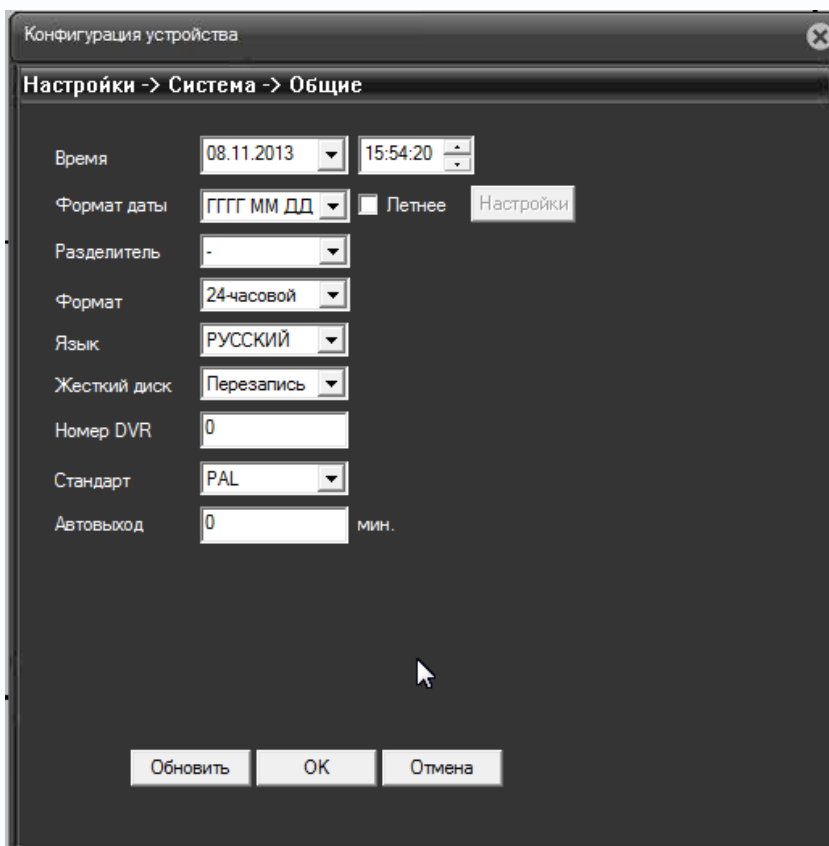 Конфигурация устройства
Настройки -> Система -> Общие
Время 08.11.2013 15:54:20
Формат даты ГГГГ ММ ДД Летнее Настройки
Разделитель -
Формат 24-часовой
Язык РУССКИЙ
Жесткий диск Перезапись
Номер DVR 0
Стандарт PAL
Автовыход 0 мин.
Обновить OK Отмена